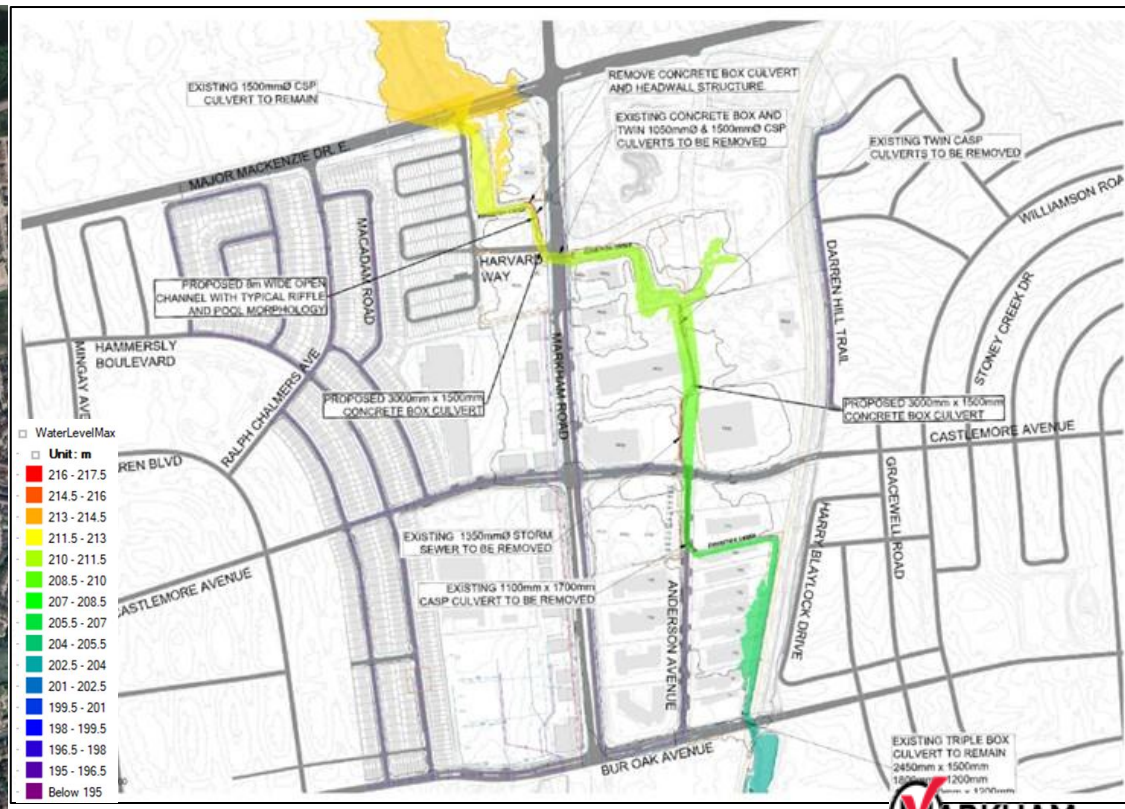 EXISTING 1500mmØ CSP
CULVERT TO REMAIN
REMOVE CONCRETE BOX CULVERT
AND HEADWALL STRUCTURE.
EXISTING CONCRETE BOX AND
TWIN 1050mmØ & 1500mmØ CSP
CULVERTS TO BE REMOVED
EXISTING TWIN CASP
CULVERTS TO BE REMOVED
MAJOR MACKENZIE DR. E.
WILLIAMSON ROA
MACADAM ROAD
HARVARD
WAY
DARREN HILL TRAIL
STONEY CREEK DR
PROPOSED 8m WIDE OPEN
CHANNEL WITH TYPICAL RIFFLE
AND POOL MORPHOLOGY
HAMMERSLY
BOULEVARD
MINGAY AVE
RALPH CHALMERS AVE
MARKHAM ROAD
PROPOSED 3000mm x 1500mm
CONCRETE BOX CULVERT
PROPOSED 3000mm x 1500mm
CONCRETE BOX CULVERT
CASTLEMORE AVENUE
REN BLVD
GRACEWELL ROAD
HARRY BLAYLOCK DRIVE
EXISTING 1350mmØ STORM
SEWER TO BE REMOVED
EXISTING 1100mm x 1700mm
CASP CULVERT TO BE REMOVED
CASTLEMORE AVENUE
ANDERSON AVENUE
BUR OAK AVENUE
EXISTING TRIPLE BOX
CULVERT TO REMAIN
2450mm x 1500mm
1200mm
mm x 1200mm
MARKHAM
WaterLevelMax
Unit: m
216 - 217.5
214.5 - 216
213 - 214.5
211.5 - 213
210 - 211.5
208.5 - 210
207 - 208.5
205.5 - 207
204 - 205.5
202.5 - 204
201 - 202.5
199.5 - 201
198 - 199.5
196.5 - 198
195 - 196.5
Below 195